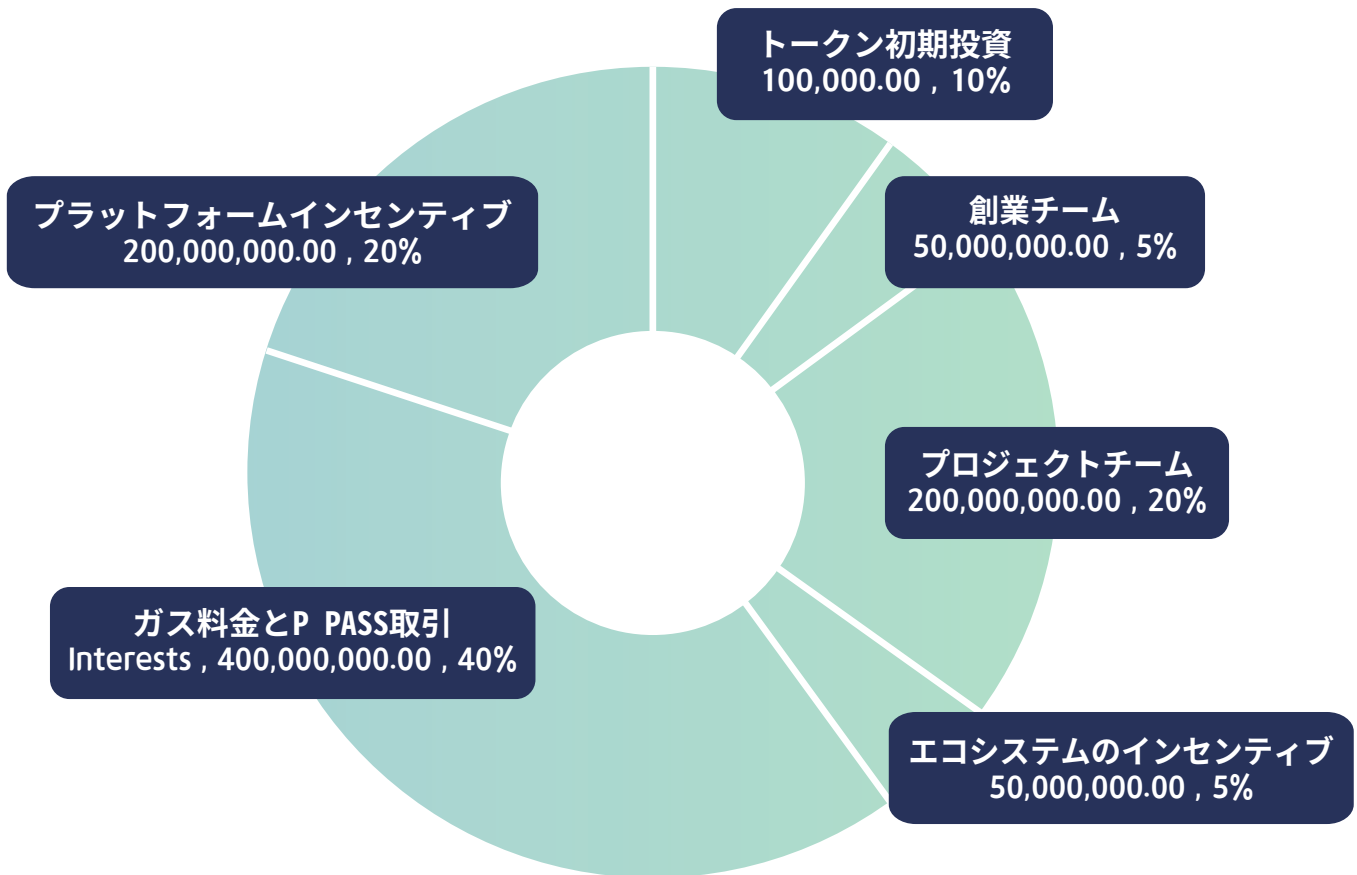 トークン初期投資
100,000.00 , 10%
創業チーム
50,000,000.00 , 5%
プラットフォームインセンティブ
200,000,000.00 , 20%
プロジェクトチーム
200,000,000.00 , 20%
ガス料金とP PASS取引
Interests , 400,000,000.00 , 40%
エコシステムのインセンティブ
50,000,000.00 , 5%